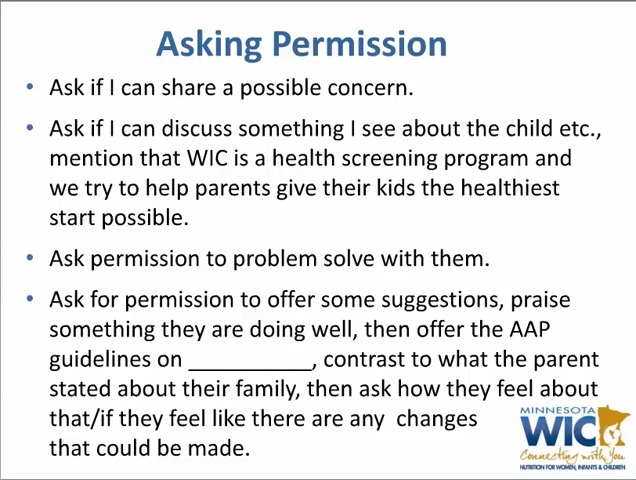 Asking Permission
• Ask if I can share a possible concern.
• Ask if I can discuss something I see about the child etc.,
mention that WIC is a health screening program and
we try to help parents give their kids the healthiest
start possible.
• Ask permission to problem solve with them.
• Ask for permission to offer some suggestions, praise
something they are doing well, then offer the AAP
guidelines on __________, contrast to what the parent
stated about their family, then ask how they feel about
that/if they feel like there are any  changes
that could be made.
MINNESOTA
WIC
Connecting with You
NUTRITION FOR WOMEN, INFANTS & CHILDREN